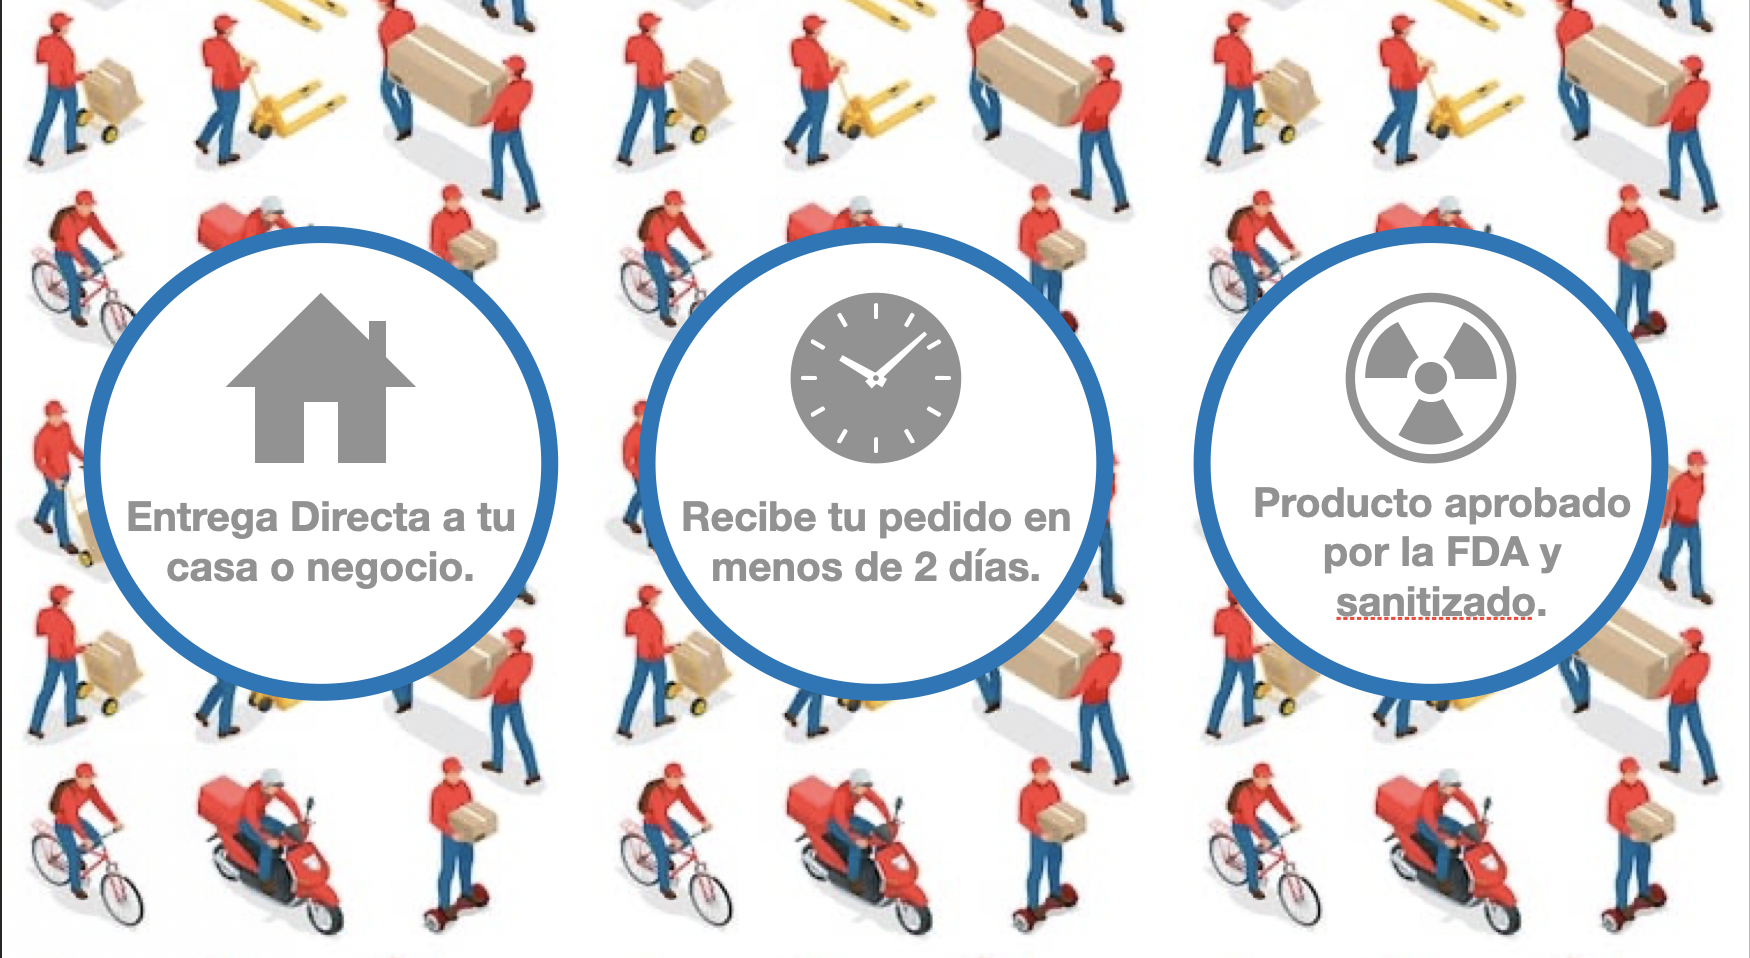 Entrega Directa a tu
casa o negocio.
Recibe tu pedido en
menos de 2 días.
Producto aprobado
por la FDA y
sanitizado.